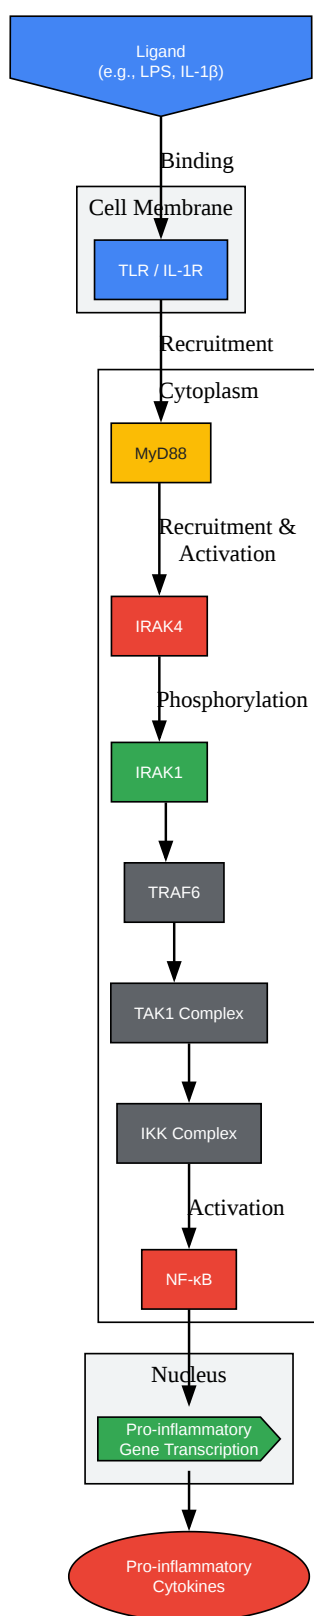 Ligand
(e.g., LPS, IL-1β)
Binding
Cell Membrane
TLR / IL-1R
Recruitment
Cytoplasm
MyD88
Recruitment &
Activation
IRAK4
Phosphorylation
IRAK1
TRAF6
TAK1 Complex
IKK Complex
Activation
NF-κB
Nucleus
Pro-inflammatory
Gene Transcription
Pro-inflammatory
Cytokines